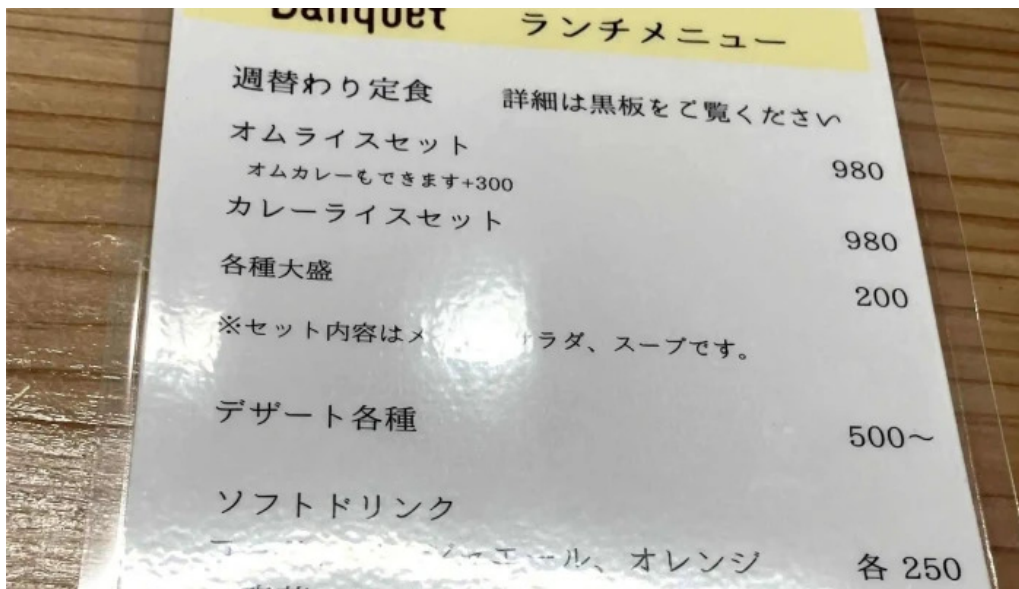 Banquet ランチメニュー
週替わり定食 詳細は黒板をご覧ください
オムライスセット 980
オムカレーもできます+300
カレーライスセット 980
各種大盛 200
※セット内容はメ ラダ、スープです。
デザート各種 500〜
ソフトドリンク
エール、オレンジ 各 250